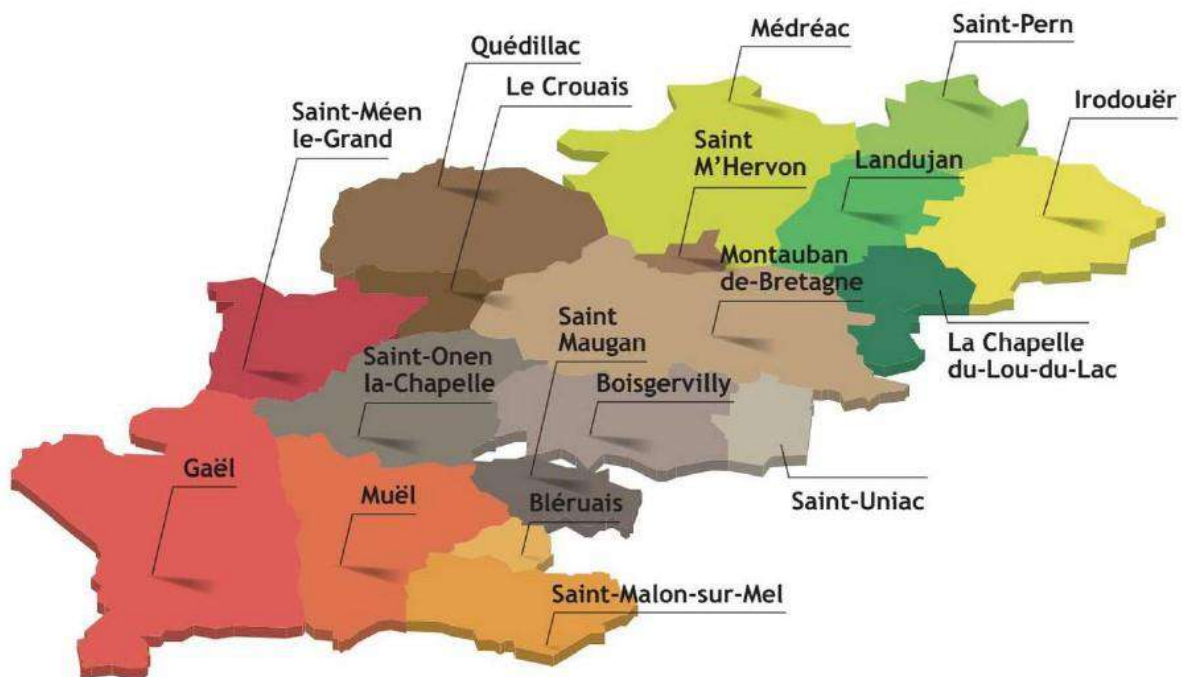 Médréac
Saint-Pern
Quédillac
Le Crouais
Irodouër
Saint-Méen
le-Grand
Saint
M'Hervon
Landujan
Montauban
de-Bretagne
Saint
Maugan
La Chapelle
du-Lou-du-Lac
Saint-Onen
la-Chapelle
Boisgervilly
Gaël
Muël
Bléruais
Saint-Uniac
Saint-Malon-sur-Mel